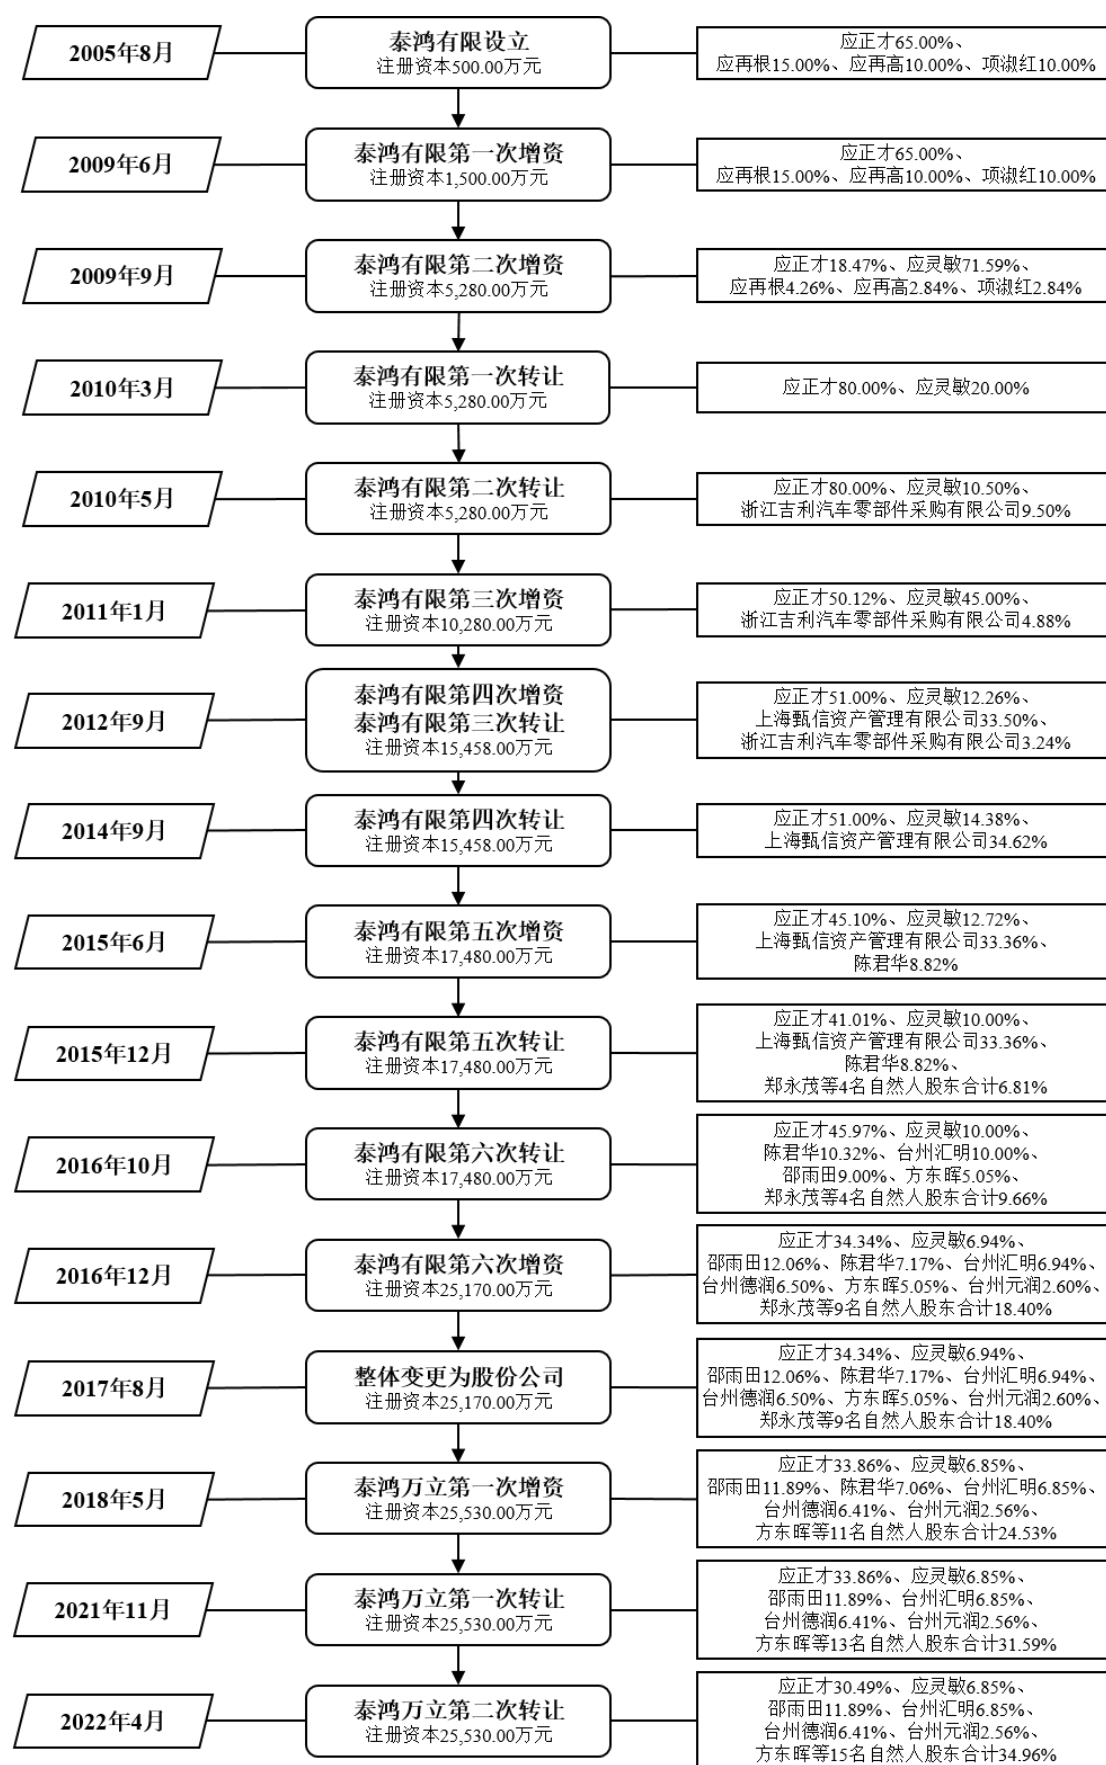 2005年8月
泰鸿有限设立
注册资本500.00万元
应正才65.00%、
应再根15.00%、应再高10.00%、项淑红10.00%
2009年6月
泰鸿有限第一次增资
注册资本1,500.00万元
应正才65.00%、
应再根15.00%、应再高10.00%、项淑红10.00%
2009年9月
泰鸿有限第二次增资
注册资本5,280.00万元
应正才18.47%、应灵敏71.59%、
应再根4.26%、应再高2.84%、项淑红2.84%
2010年3月
泰鸿有限第一次转让
注册资本5,280.00万元
应正才80.00%、应灵敏20.00%
2010年5月
泰鸿有限第二次转让
注册资本5,280.00万元
应正才80.00%、应灵敏10.50%、
浙江吉利汽车零部件采购有限公司9.50%
2011年1月
泰鸿有限第三次增资
注册资本10,280.00万元
应正才50.12%、应灵敏45.00%、
浙江吉利汽车零部件采购有限公司4.88%
2012年9月
泰鸿有限第四次增资
泰鸿有限第三次转让
注册资本15,458.00万元
应正才51.00%、应灵敏12.26%、
上海甄信资产管理有限公司33.50%、
浙江吉利汽车零部件采购有限公司3.24%
2014年9月
泰鸿有限第四次转让
注册资本15,458.00万元
应正才51.00%、应灵敏14.38%、
上海甄信资产管理有限公司34.62%
2015年6月
泰鸿有限第五次增资
注册资本17,480.00万元
应正才45.10%、应灵敏12.72%、
上海甄信资产管理有限公司33.36%、
陈君华8.82%
2015年12月
泰鸿有限第五次转让
注册资本17,480.00万元
应正才41.01%、应灵敏10.00%、
上海甄信资产管理有限公司33.36%、
陈君华8.82%、
郑永茂等4名自然人股东合计6.81%
2016年10月
泰鸿有限第六次转让
注册资本17,480.00万元
应正才45.97%、应灵敏10.00%、
陈君华10.32%、台州汇明10.00%、
邵雨田9.00%、方东晖5.05%、
郑永茂等4名自然人股东合计9.66%
2016年12月
泰鸿有限第六次增资
注册资本25,170.00万元
应正才34.34%、应灵敏6.94%、
邵雨田12.06%、陈君华7.17%、台州汇明6.94%、
台州德润6.50%、方东晖5.05%、台州元润2.60%、
郑永茂等9名自然人股东合计18.40%
2017年8月
整体变更为股份公司
注册资本25,170.00万元
应正才34.34%、应灵敏6.94%、
邵雨田12.06%、陈君华7.17%、台州汇明6.94%、
台州德润6.50%、方东晖5.05%、台州元润2.60%、
郑永茂等9名自然人股东合计18.40%
2018年5月
泰鸿万立第一次增资
注册资本25,530.00万元
应正才33.86%、应灵敏6.85%、
邵雨田11.89%、陈君华7.06%、台州汇明6.85%、
台州德润6.41%、台州元润2.56%、
方东晖等11名自然人股东合计24.53%
2021年11月
泰鸿万立第一次转让
注册资本25,530.00万元
应正才33.86%、应灵敏6.85%、
邵雨田11.89%、台州汇明6.85%、
台州德润6.41%、台州元润2.56%、
方东晖等13名自然人股东合计31.59%
2022年4月
泰鸿万立第二次转让
注册资本25,530.00万元
应正才30.49%、应灵敏6.85%、
邵雨田11.89%、台州汇明6.85%、
台州德润6.41%、台州元润2.56%、
方东晖等15名自然人股东合计34.96%